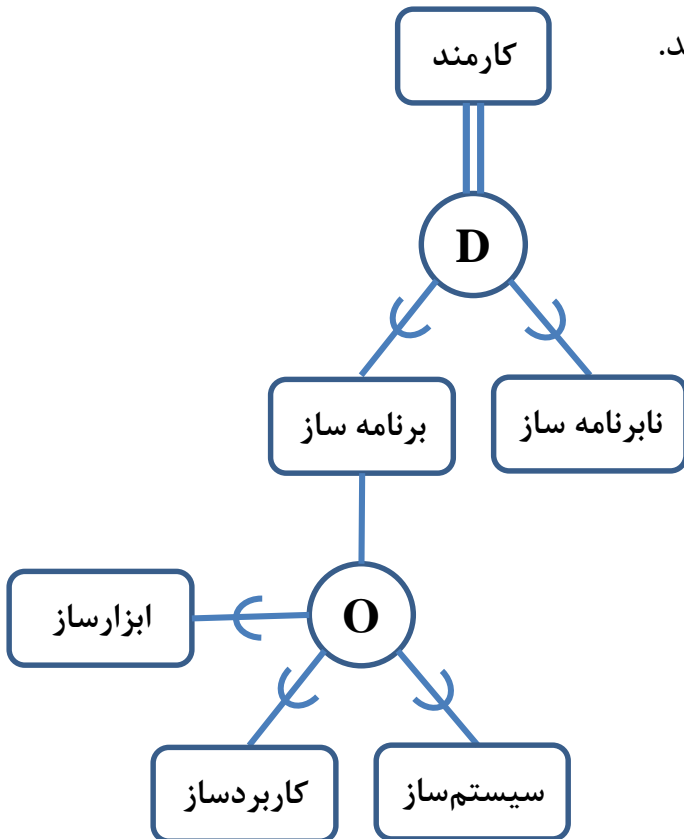 کارمند
د.
D
نابرنامه ساز
برنامه ساز
O
ابزارساز
سیستم‌ساز
کاربردساز